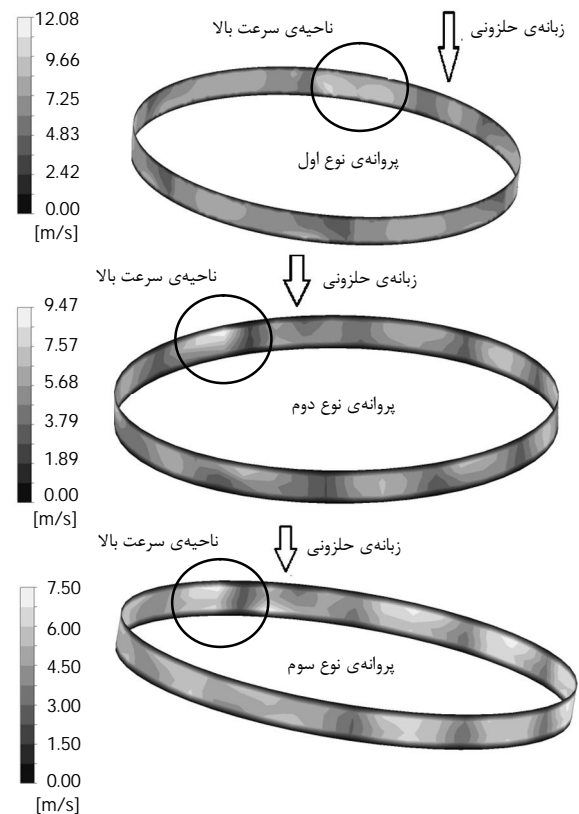 زبانه‌ی حلزونی
ناحیه‌ی سرعت بالا
12.08
9.66
7.25
4.83
2.42
0.00
[m/s]
پروانه‌ی نوع اول
زبانه‌ی حلزونی
ناحیه‌ی سرعت بالا
9.47
7.57
5.68
3.79
1.89
0.00
[m/s]
پروانه‌ی نوع دوم
زبانه‌ی حلزونی
ناحیه‌ی سرعت بالا
7.50
6.00
4.50
3.00
1.50
0.00
[m/s]
پروانه‌ی نوع سوم